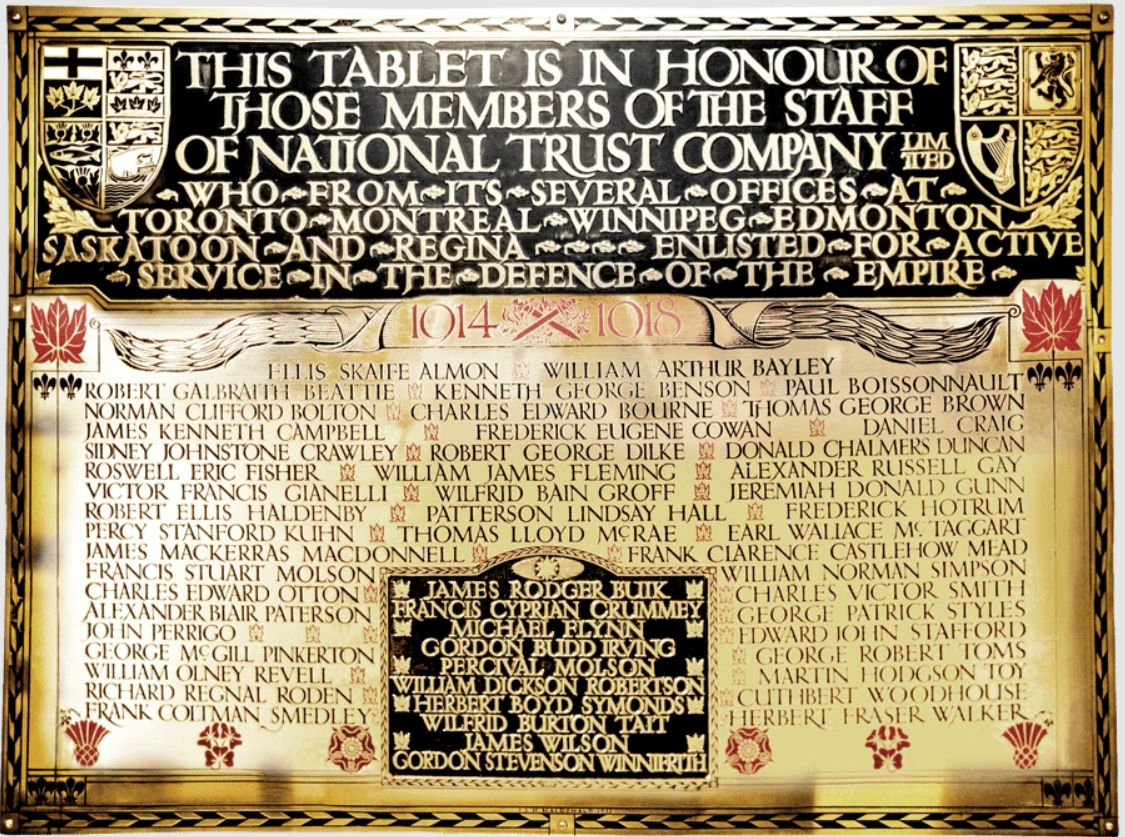 THIS TABLET IS IN HONOUR OF
THOSE MEMBERS OF THE STAFF
OF NATIONAL TRUST COMPANY LIMITED
WHO FROM ITS SEVERAL OFFICES AT
TORONTO MONTREAL WINNIPEG EDMONTON
SASKATOON AND REGINA ENLISTED FOR ACTIVE
SERVICE IN THE DEFENCE OF THE EMPIRE
1914 1918
ELLIS SKAIFE ALMON WILLIAM ARTHUR BAYLEY
ROBERT GALBRAITH BEATTIE KENNETH GEORGE BENSON PAUL BOISSONNAULT
NORMAN CLIFFORD BOLTON CHARLES EDWARD BOURNE THOMAS GEORGE BROWN
JAMES KENNETH CAMPBELL FREDERICK EUGENE COWAN DANIEL CRAIG
SIDNEY JOHNSTONE CRAWLEY ROBERT GEORGE DILKE DONALD CHALMERS DUNCAN
ROSWELL ERIC FISHER WILLIAM JAMES FLEMING ALEXANDER RUSSELL GAY
VICTOR FRANCIS GIANELLI WILFRID BAIN GROFF JEREMIAH DONALD GUNN
ROBERT ELLIS HALDENBY PATTERSON LINDSAY HALL FREDERICK HOTRUM
PERCY STANFORD KUHN THOMAS LLOYD McRAE EARL WALLACE Mc.TAGGART
JAMES MACKERRAS MACDONNELL FRANK CLARENCE CASTLEHOW MEAD
FRANCIS STUART MOLSON
CHARLES EDWARD OTTON
ALEXANDER BLAIR PATERSON
JOHN PERRIGO
GEORGE McGILL PINKERTON
WILLIAM OLNEY REVELL
RICHARD REGNAL RODEN
FRANK COLTMAN SMEDLEY
JAMES RODGER BUIK
FRANCIS CYPRIAN CRUMMEY
MICHAEL FLYNN
GORDON BUDD IRVING
PERCIVAL MOLSON
WILLIAM DICKSON ROBERTSON
HERBERT BOYD SYMONDS
WILFRID BURTON TAIT
JAMES WILSON
GORDON STEVENSON WINNIFRITH
WILLIAM NORMAN SIMPSON
CHARLES VICTOR SMITH
GEORGE PATRICK STYLES
EDWARD JOHN STAFFORD
GEORGE ROBERT TOMS
MARTIN HODGSON TOY
CUTHBERT WOODHOUSE
HERBERT FRASER WALKER